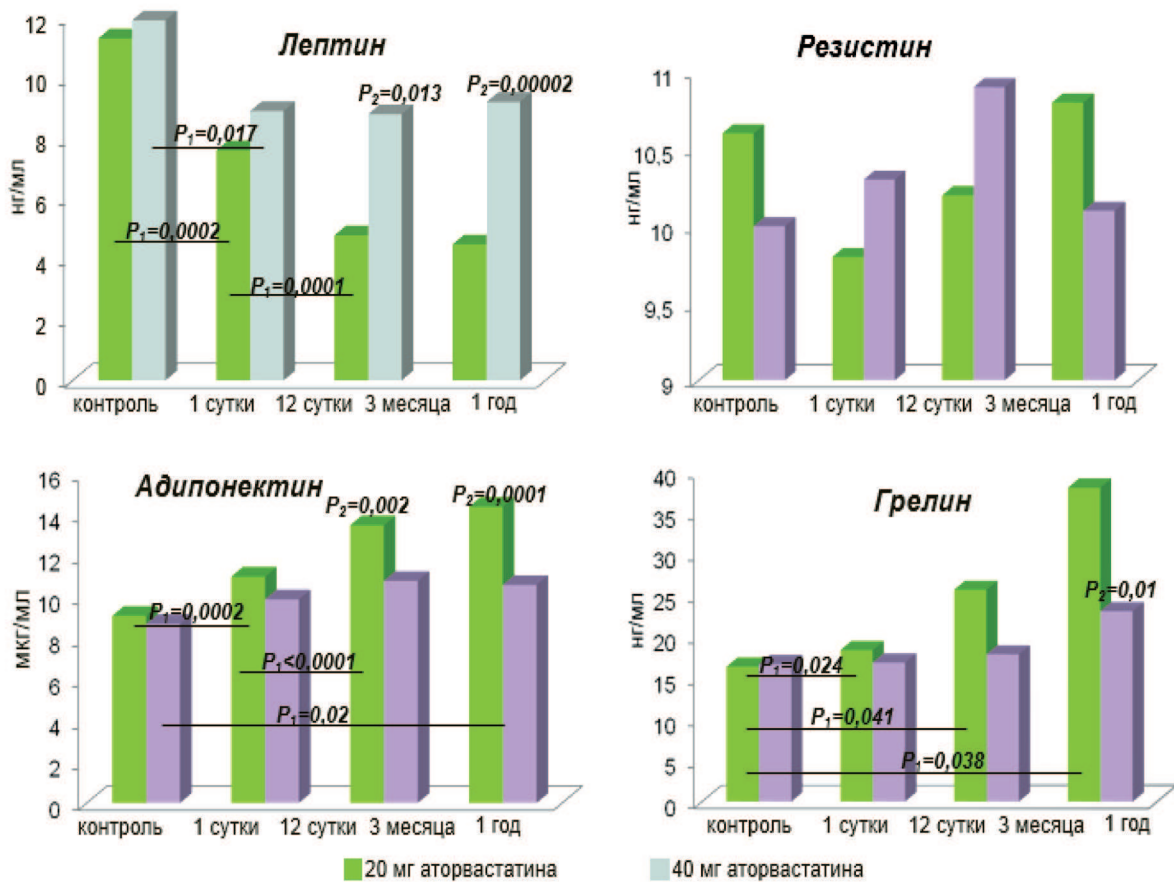 Лептин
12
10
8
6
4
2
0
нг/мл
P₂=0,013
P₂=0,00002
P₁=0,017
P₁=0,0002
P₁=0,0001
контроль 1 сутки 12 сутки 3 месяца 1 год
Резистин
11
10,5
10
9,5
9
нг/мл
контроль 1 сутки 12 сутки 3 месяца 1 год
Адипонектин
16
14
12
10
8
6
4
2
0
мкг/мл
P₂=0,002
P₂=0,0001
P₁=0,0002
P₁<0,0001
P₁=0,02
контроль 1 сутки 12 сутки 3 месяца 1 год
Грелин
40
35
30
25
20
15
10
5
0
нг/мл
P₂=0,01
P₁=0,024
P₁=0,041
P₁=0,038
контроль 1 сутки 12 сутки 3 месяца 1 год
20 мг аторвастатина 40 мг аторвастатина